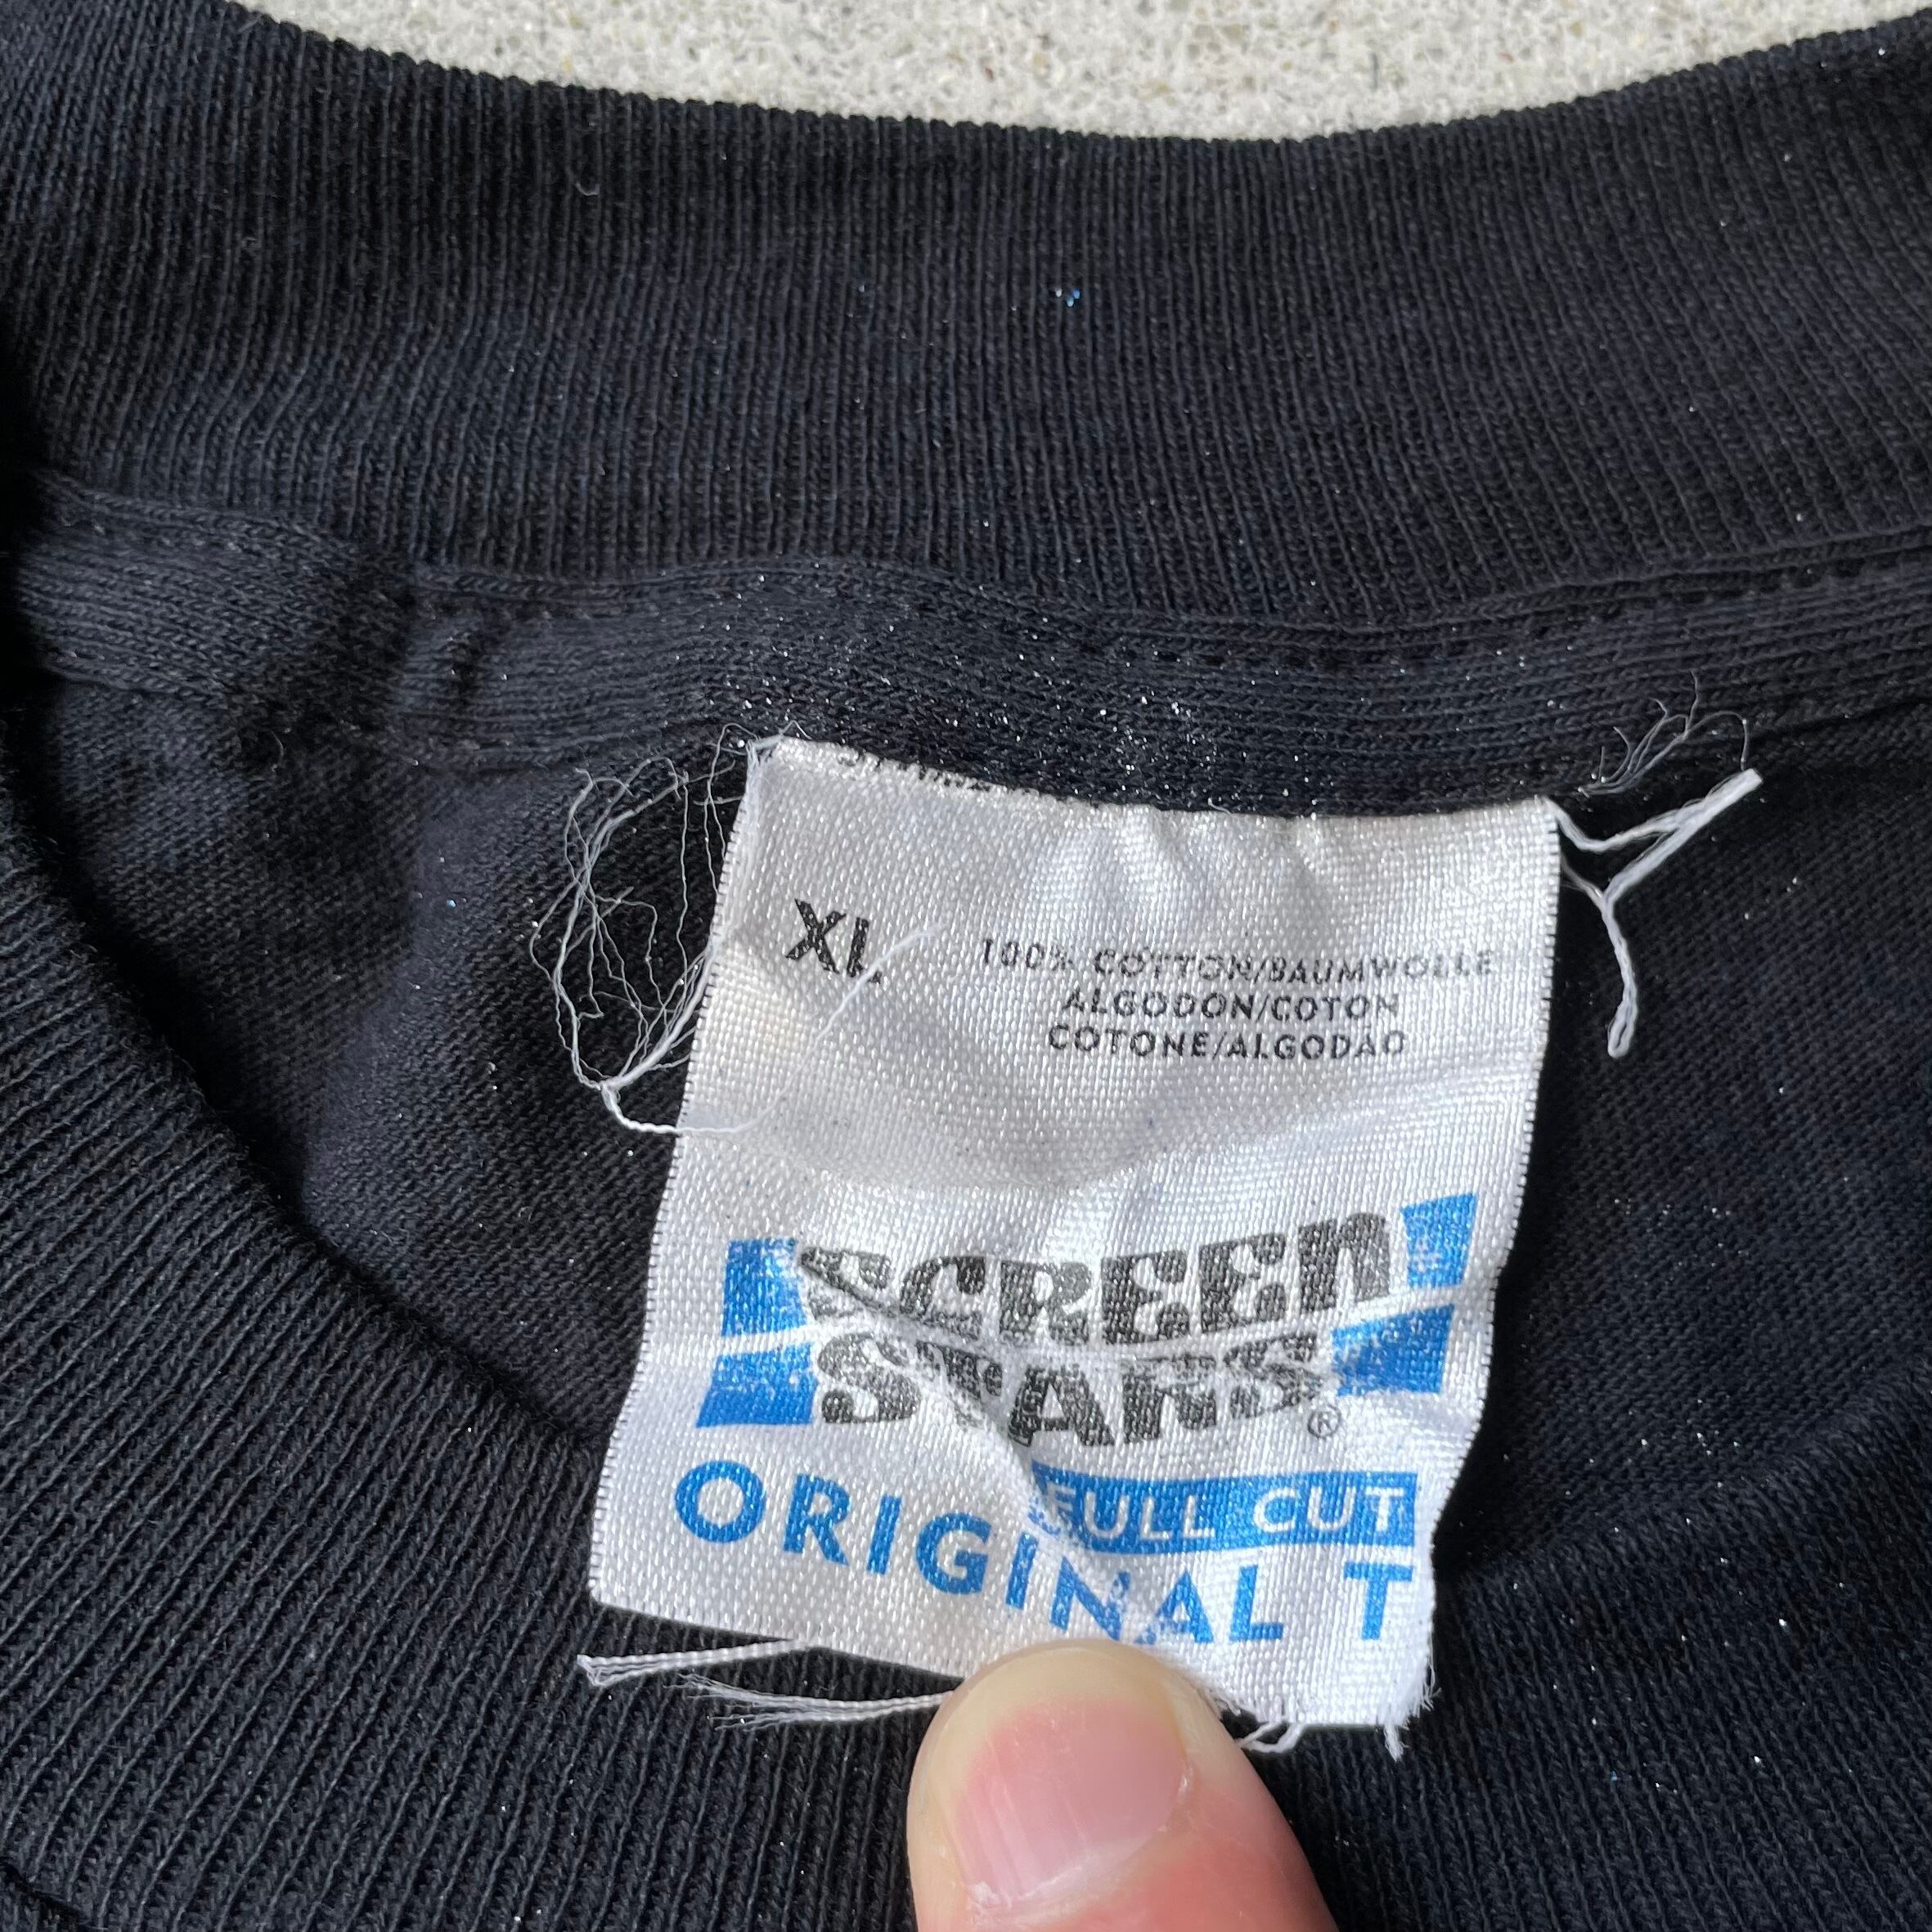 XL
100% COTTON/BAUMWOLLE
ALGODON/COTON
COTONE/ALGODAO
SCREEN
STARS®
FULL CUT
ORIGINAL T